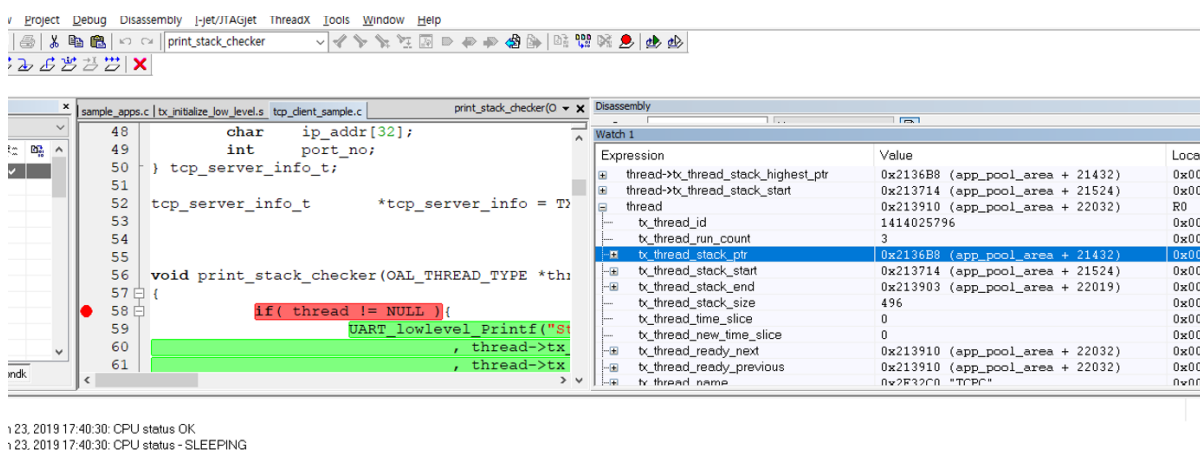 Project Debug Disassembly I-jet/JTAGjet ThreadX Tools Window Help
print_stack_checker
sample_apps.c | tx_initialize_low_level.s tcp_client_sample.c print_stack_checker(O
48 char ip_addr[32];
49 int port_no;
50 } tcp_server_info_t;
51
52 tcp_server_info_t *tcp_server_info = TX
53
54
55
56 void print_stack_checker(OAL_THREAD_TYPE *thr
57 {
58 if( thread != NULL ){
59 UART_lowlevel_Printf("St
60 , thread->tx_
61 , thread->tx
Disassembly
Watch 1
Expression Value Loca
thread->tx_thread_stack_highest_ptr 0x2136B8 (app_pool_area + 21432) 0x00
thread->tx_thread_stack_start 0x213714 (app_pool_area + 21524) 0x00
thread 0x213910 (app_pool_area + 22032) R0
tx_thread_id 1414025796 0x00
tx_thread_run_count 3 0x00
tx_thread_stack_ptr 0x2136B8 (app_pool_area + 21432) 0x00
tx_thread_stack_start 0x213714 (app_pool_area + 21524) 0x00
tx_thread_stack_end 0x213903 (app_pool_area + 22019) 0x00
tx_thread_stack_size 496 0x00
tx_thread_time_slice 0 0x00
tx_thread_new_time_slice 0 0x00
tx_thread_ready_next 0x213910 (app_pool_area + 22032) 0x00
tx_thread_ready_previous 0x213910 (app_pool_area + 22032) 0x00
tx_thread_name 0x2F32C0 "TCPC" 0x00
ondk
23, 2019 17:40:30: CPU status OK
23, 2019 17:40:30: CPU status - SLEEPING